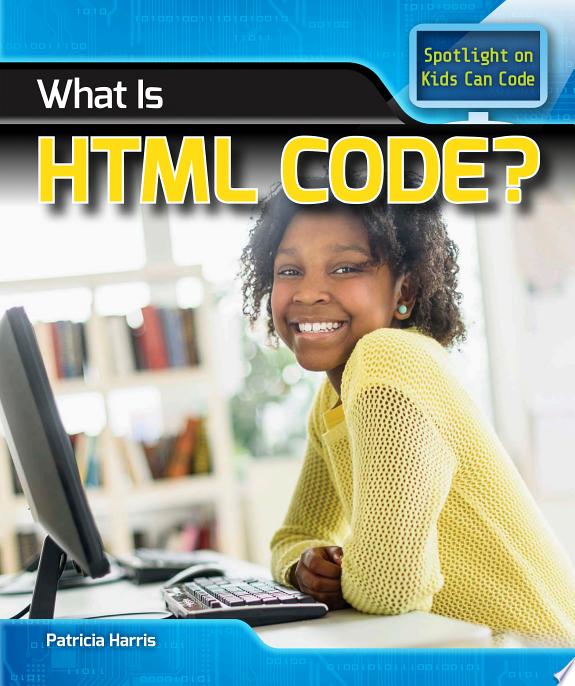 Spotlight on
Kids Can Code
What Is
HTML CODE?
Patricia Harris